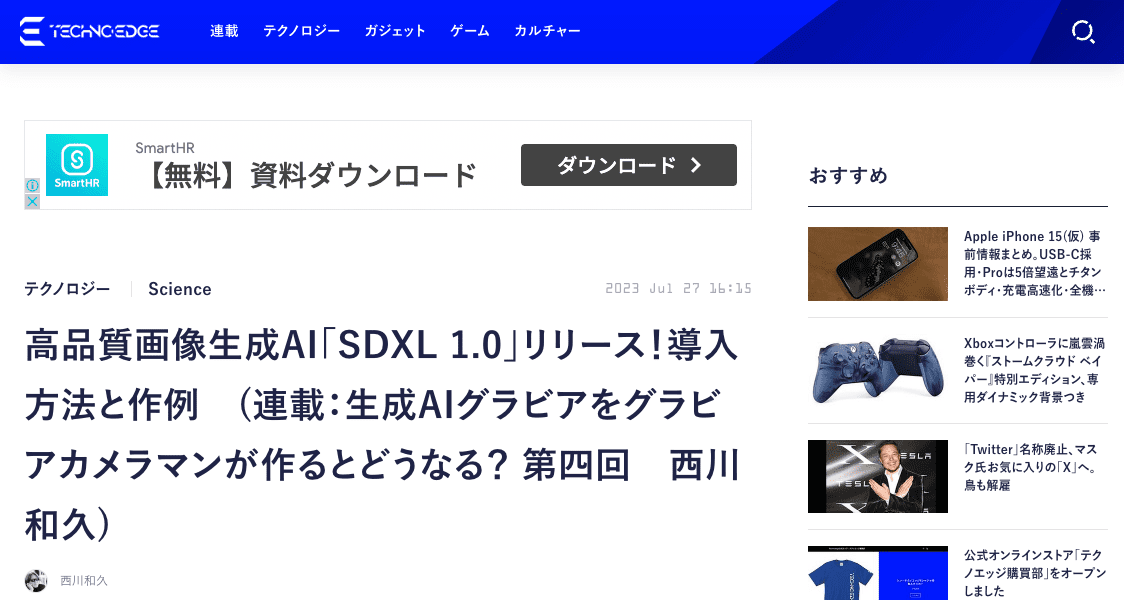 TECHNOEDGE
連載 テクノロジー ガジェット ゲーム カルチャー
SmartHR
SmartHR
【無料】資料ダウンロード
ダウンロード
テクノロジー Science
2023 Jul 27 16:15
高品質画像生成AI「SDXL 1.0」リリース！導入
方法と作例　（連載：生成AIグラビアをグラビ
アカメラマンが作るとどうなる？ 第四回　西川
和久）
西川和久
おすすめ
Apple iPhone 15(仮) 事
前情報まとめ。USB-C採
用・Proは5倍望遠とチタン
ボディ・充電高速化・全機…
Xboxコントローラに嵐雲渦
巻く『ストームクラウド ベイ
パー』特別エディション、専
用ダイナミック背景つき
X
TESLA
TESL
「Twitter」名称廃止、マス
ク氏お気に入りの「X」へ。
鳥も解雇
公式オンラインストア「テク
ノエッジ購買部」をオープン
しました